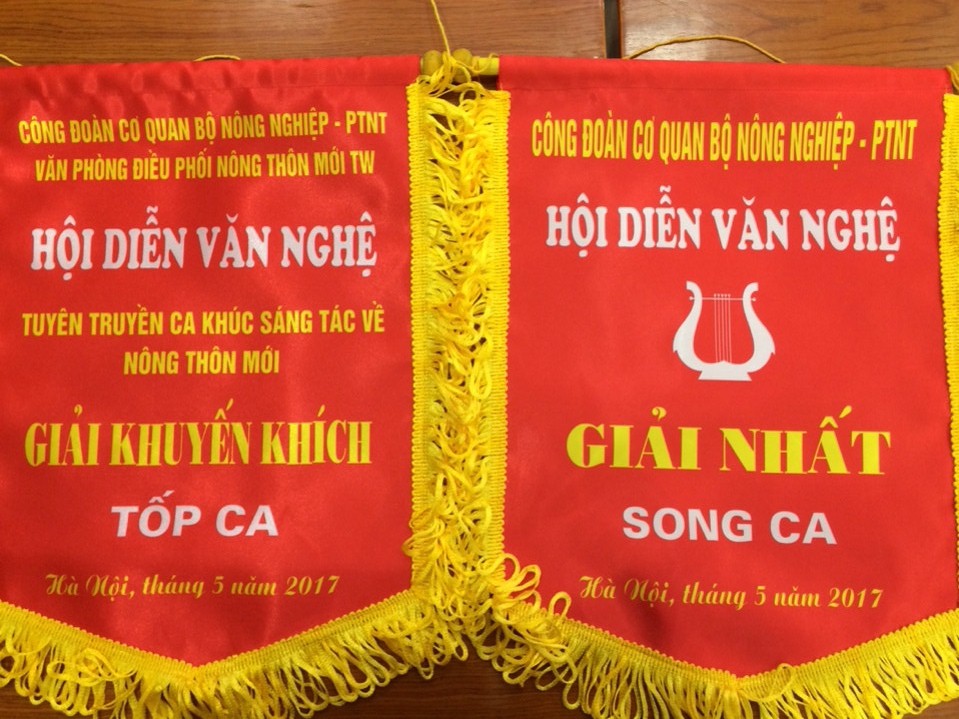 CÔNG ĐOÀN CƠ QUAN BỘ NÔNG NGHIỆP - PTNT
VĂN PHÒNG ĐIỀU PHỐI NÔNG THÔN MỚI TW
HỘI DIỄN VĂN NGHỆ
TUYÊN TRUYỀN CA KHÚC SÁNG TÁC VỀ
NÔNG THÔN MỚI
GIẢI KHUYẾN KHÍCH
TỐP CA
Hà Nội, tháng 5 năm 2017
CÔNG ĐOÀN CƠ QUAN BỘ NÔNG NGHIỆP - PTNT
HỘI DIỄN VĂN NGHỆ
GIẢI NHẤT
SONG CA
Hà Nội, tháng 5 năm 2017